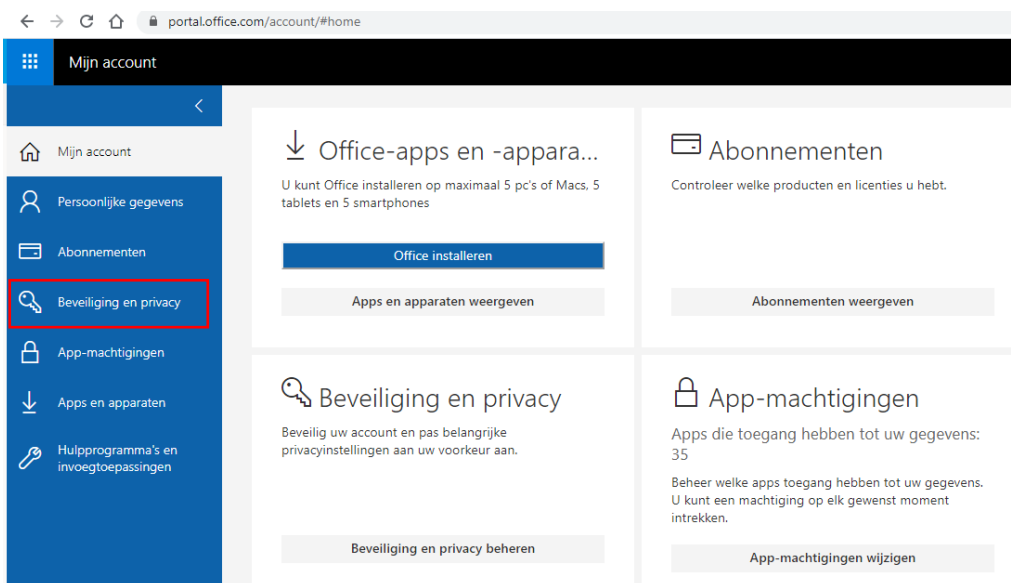 portal.office.com/account/#home
Mijn account
Mijn account
Persoonlijke gegevens
Abonnementen
Beveiliging en privacy
App-machtigingen
Apps en apparaten
Hulpprogramma's en
invoegtoepassingen
Office-apps en -appara...
U kunt Office installeren op maximaal 5 pc's of Macs, 5
tablets en 5 smartphones
Office installeren
Apps en apparaten weergeven
Abonnementen
Controleer welke producten en licenties u hebt.
Abonnementen weergeven
Beveiliging en privacy
Beveilig uw account en pas belangrijke
privacyinstellingen aan uw voorkeur aan.
Beveiliging en privacy beheren
App-machtigingen
Apps die toegang hebben tot uw gegevens:
35
Beheer welke apps toegang hebben tot uw gegevens.
U kunt een machtiging op elk gewenst moment
intrekken.
App-machtigingen wijzigen